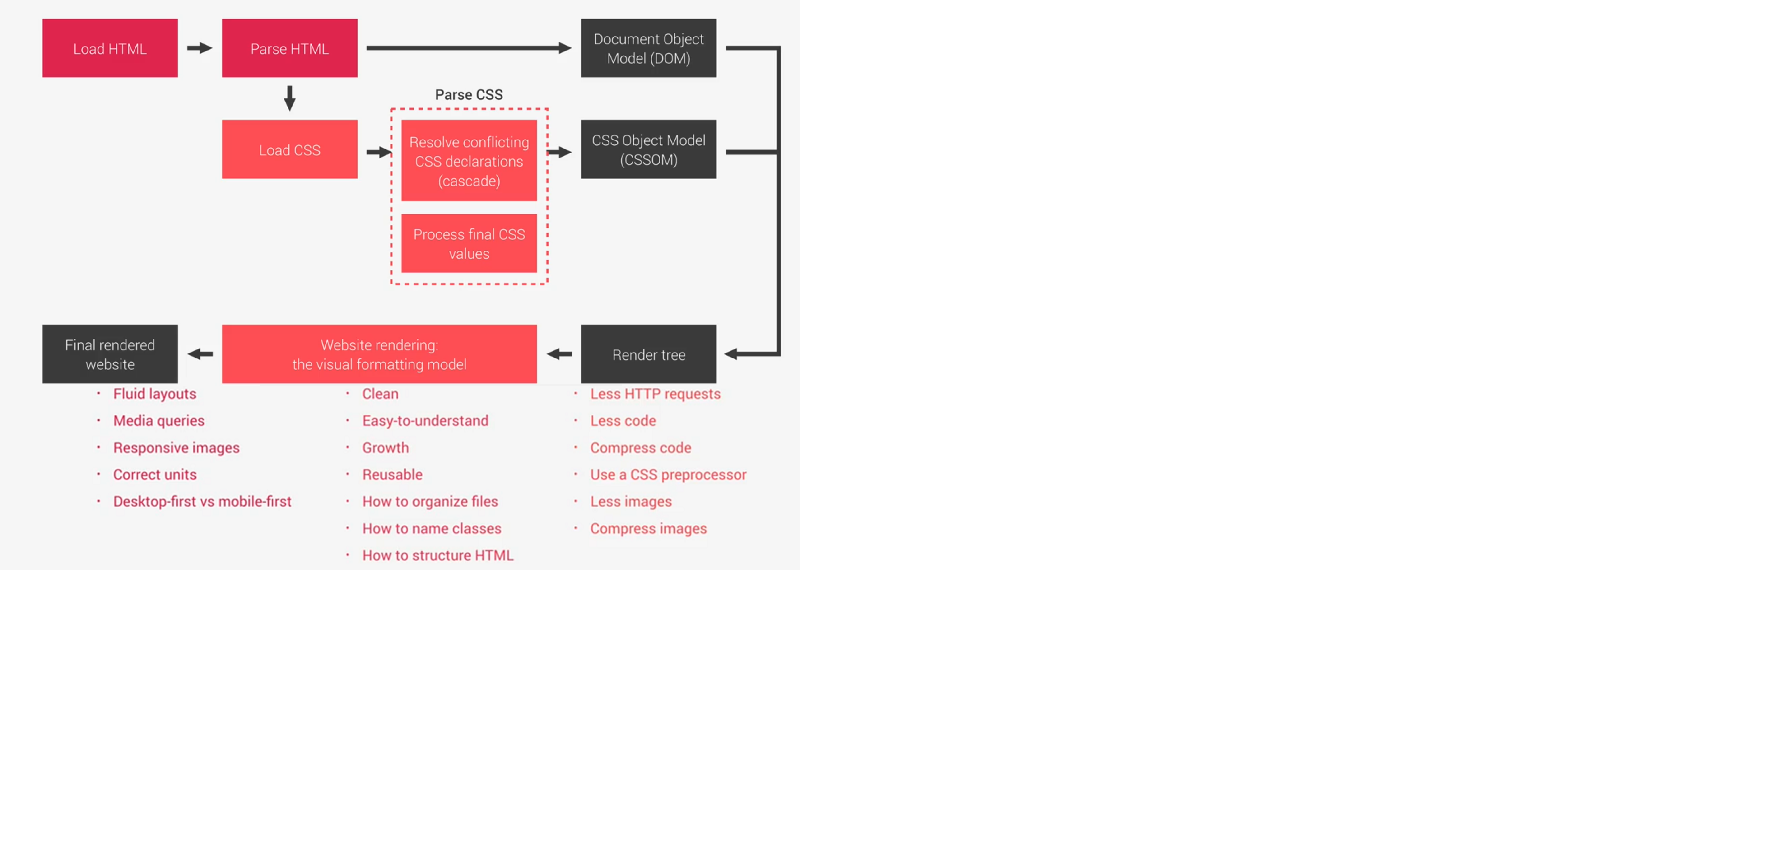 Load HTML
Parse HTML
Document Object
Model (DOM)
Parse CSS
Load CSS
Resolve conflicting
CSS declarations
(cascade)
CSS Object Model
(CSSOM)
Process final CSS
values
Final rendered
website
Website rendering:
the visual formatting model
Render tree
· Fluid layouts
· Media queries
· Responsive images
· Correct units
· Desktop-first vs mobile-first
· Clean
· Easy-to-understand
· Growth
· Reusable
· How to organize files
· How to name classes
· How to structure HTML
· Less HTTP requests
· Less code
· Compress code
· Use a CSS preprocessor
· Less images
· Compress images